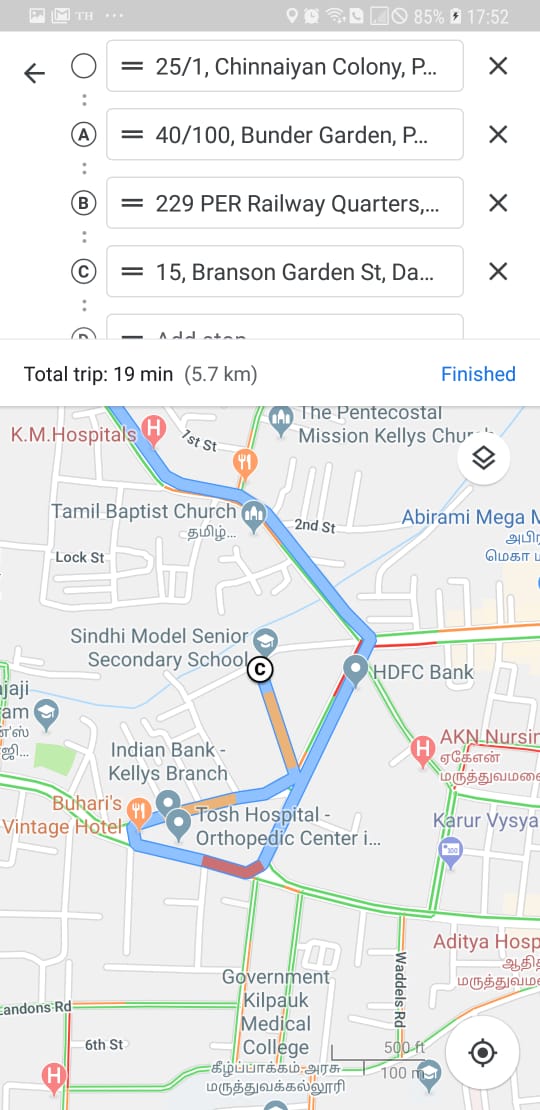 TH
85%
17:52
25/1, Chinnaiyan Colony, P...
A
40/100, Bunder Garden, P...
B
229 PER Railway Quarters,...
C
15, Branson Garden St, Da...
Add stop
Total trip: 19 min (5.7 km)
Finished
The Pentecostal
Mission Kellys Church
K.M.Hospitals
H
1st St
Tamil Baptist Church
தமிழ்...
2nd St
Abirami Mega M
அபிர
மெகா ம
Lock St
Sindhi Model Senior
Secondary School
C
HDFC Bank
ajaji
am
ன்ஸ்
ஜி...
Indian Bank -
Kellys Branch
H
AKN Nursin
ஏகேஎன்
மருத்துவமனை
Buhari's
Vintage Hotel
Tosh Hospital -
Orthopedic Center i...
Karur Vysya
100
Aditya Hosp
ஆதித்
மருத்துவமனை
Waddels Rd
Government
Kilpauk
Medical
College
கீழ்ப்பாக்கம் அரசு
மருத்துவக்கல்லூரி
Landons Rd
6th St
H
500 ft
100 m